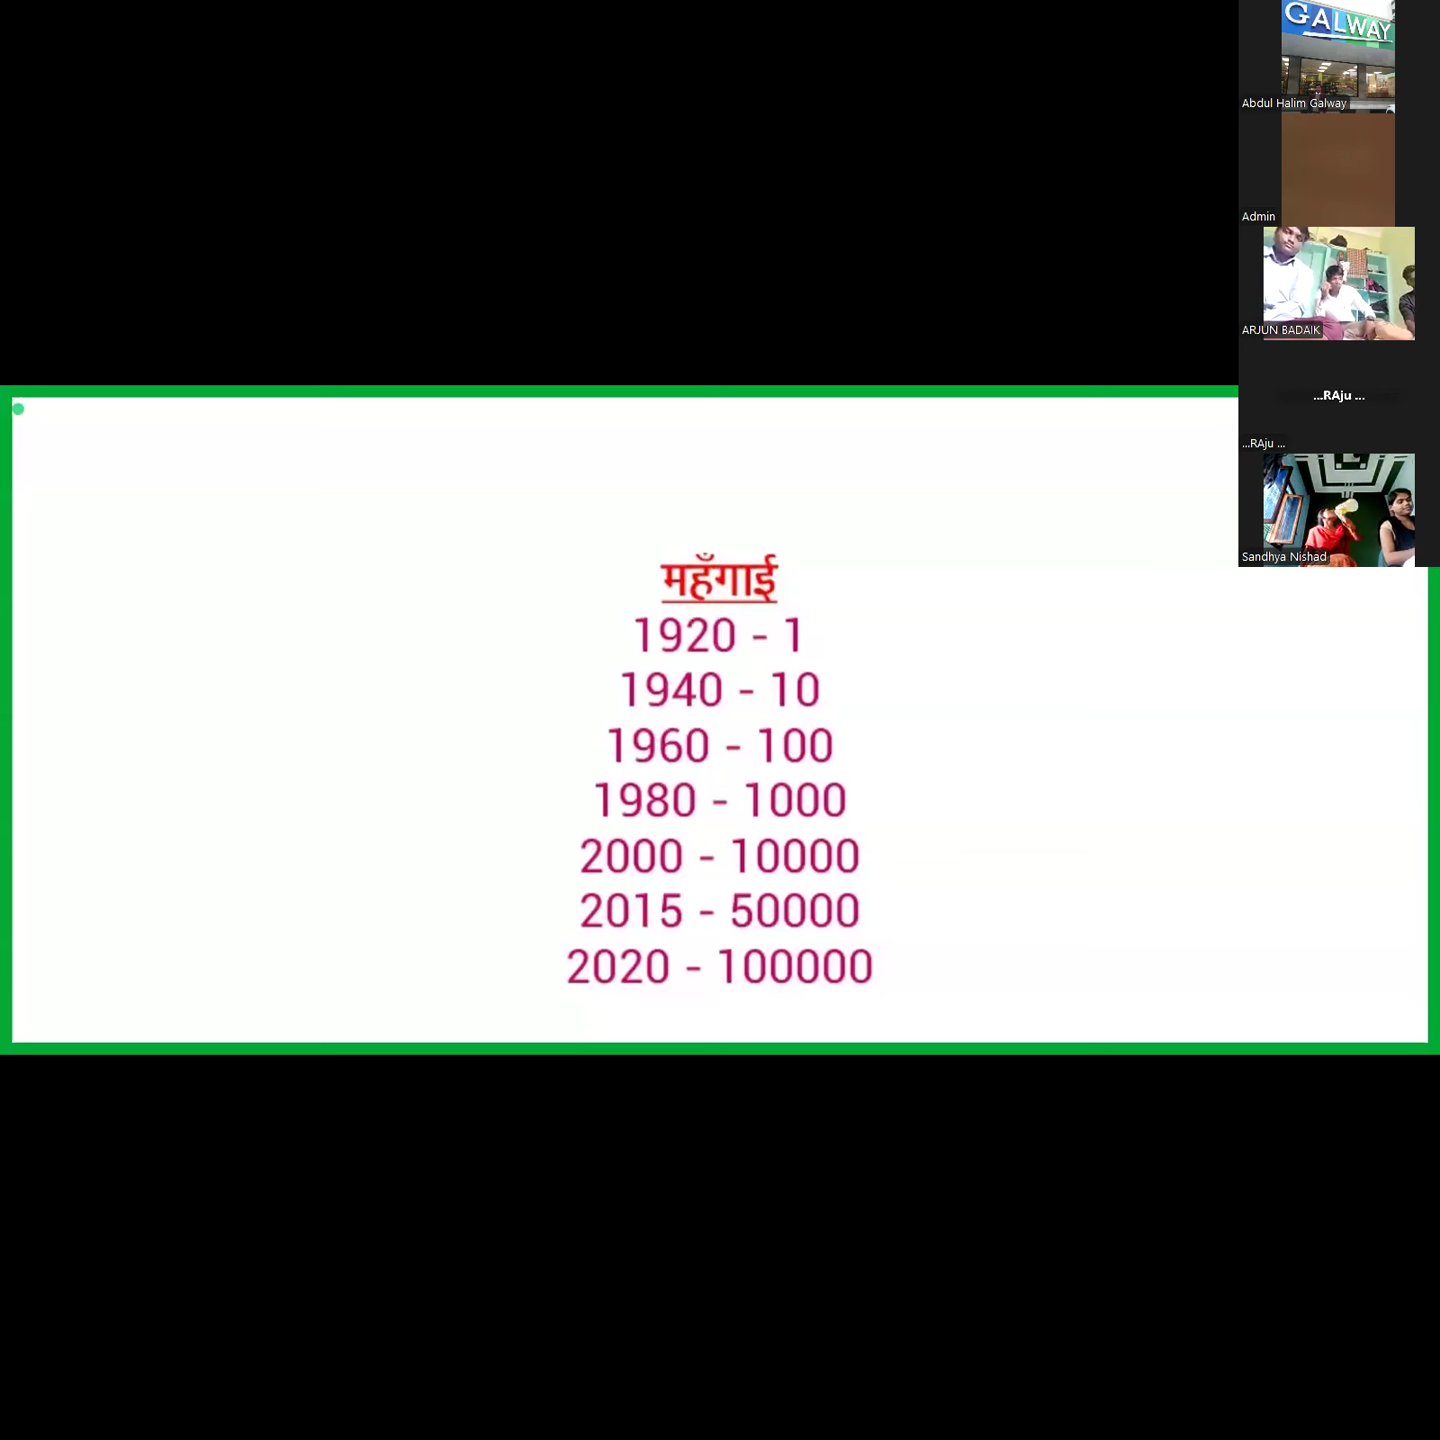 GALWAY
Abdul Halim Galway
Admin
ARJUN BADAIK
...RAju ...
...RAju ...
Sandhya Nishad
महँगाई
1920 - 1
1940 - 10
1960 - 100
1980 - 1000
2000 - 10000
2015 - 50000
2020 - 100000